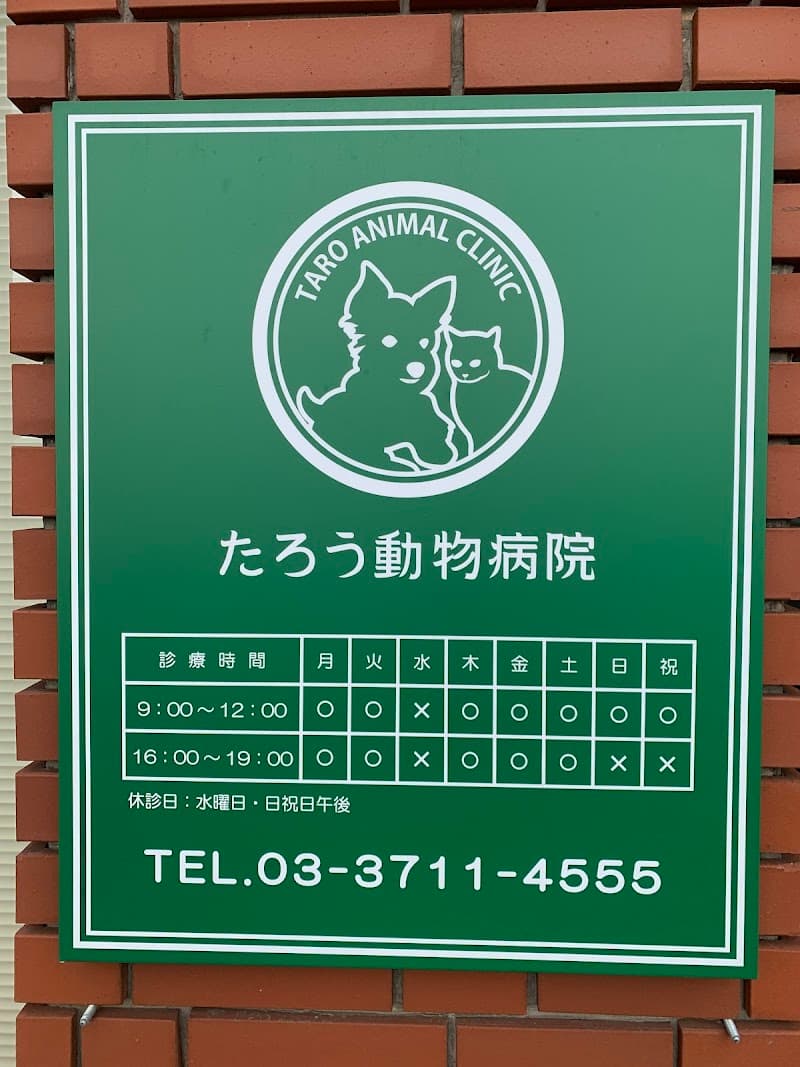 TARO ANIMAL CLINIC
たろう動物病院
診療時間 月 火 水 木 金 土 日 祝
9:00～12:00 ○ ○ × ○ ○ ○ ○ ○
16:00～19:00 ○ ○ × ○ ○ ○ × ×
休診日：水曜日・日祝日午後
TEL.03-3711-4555